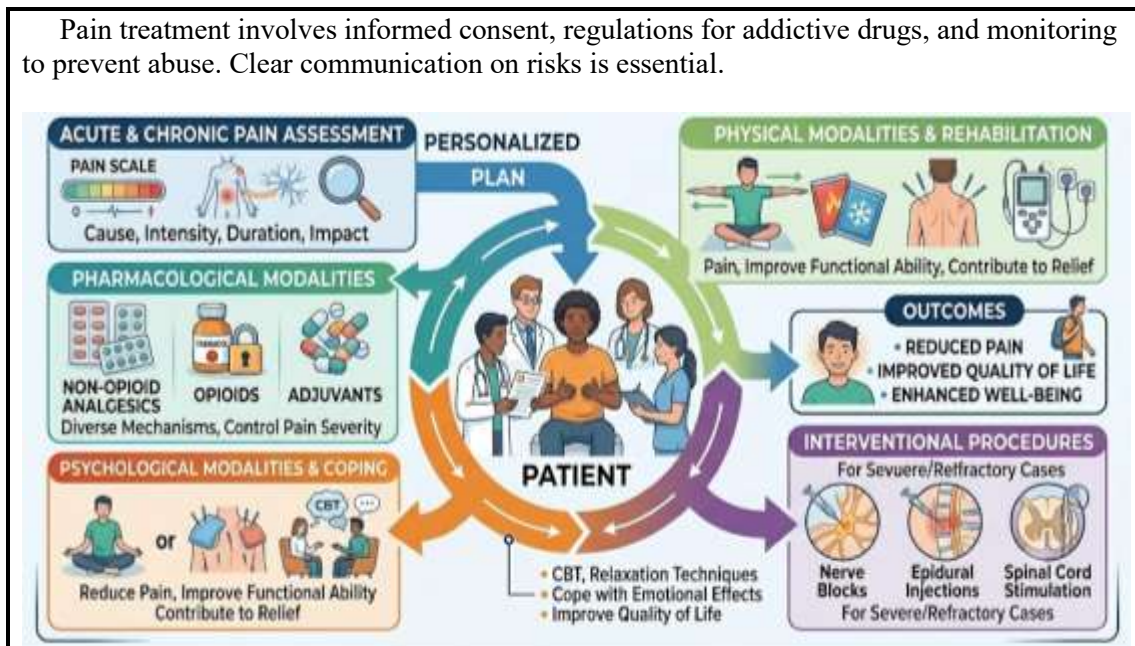 Pain treatment involves informed consent, regulations for addictive drugs, and monitoring
to prevent abuse. Clear communication on risks is essential.
ACUTE & CHRONIC PAIN ASSESSMENT
PAIN SCALE
0
Cause, Intensity, Duration, Impact
PERSONALIZED
PLAN
PHYSICAL MODALITIES & REHABILITATION
Pain, Improve Functional Ability, Contribute to Relief
PHARMACOLOGICAL MODALITIES
NON-OPIOID
ANALGESICS
OPIOIDS
ADJUVANTS
Diverse Mechanisms, Control Pain Severity
OUTCOMES
• REDUCED PAIN
• IMPROVED QUALITY OF LIFE
• ENHANCED WELL-BEING
PATIENT
PSYCHOLOGICAL MODALITIES & COPING
or
CBT
Reduce Pain, Improve Functional Ability
Contribute to Relief
• CBT, Relaxation Techniques
• Cope with Emotional Effects
• Improve Quality of Life
INTERVENTIONAL PROCEDURES
For Sevuere/Relfractory Cases
Nerve
Blocks
Epidural
Injections
Spinal Cord
Stimulation
For Severe/Refractory Cases